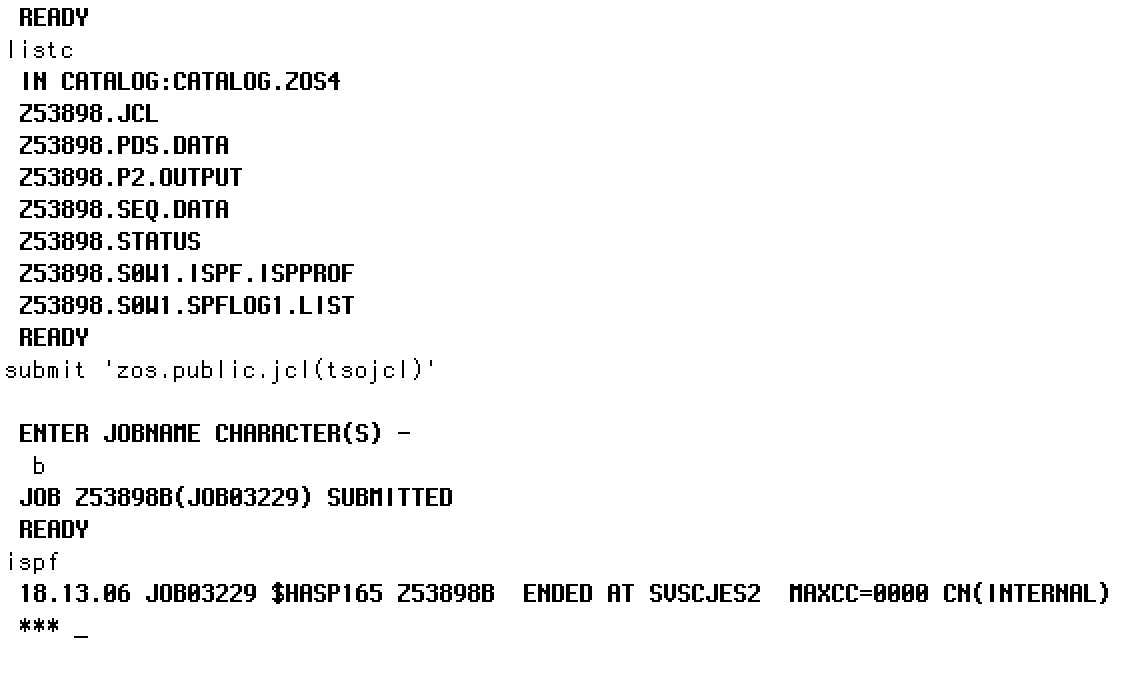 READY
listc
IN CATALOG:CATALOG.ZOS4
Z53898.JCL
Z53898.PDS.DATA
Z53898.P2.OUTPUT
Z53898.SEQ.DATA
Z53898.STATUS
Z53898.S0W1.ISPF.ISPPROF
Z53898.S0W1.SPFLOG1.LIST
READY
submit 'zos.public.jcl(tsojcl)'
ENTER JOBNAME CHARACTER(S) -
b
JOB Z53898B(JOB03229) SUBMITTED
READY
ispf
18.13.06 JOB03229 $HASP165 Z53898B  ENDED AT SVSCJES2  MAXCC=0000 CN(INTERNAL)
*** _